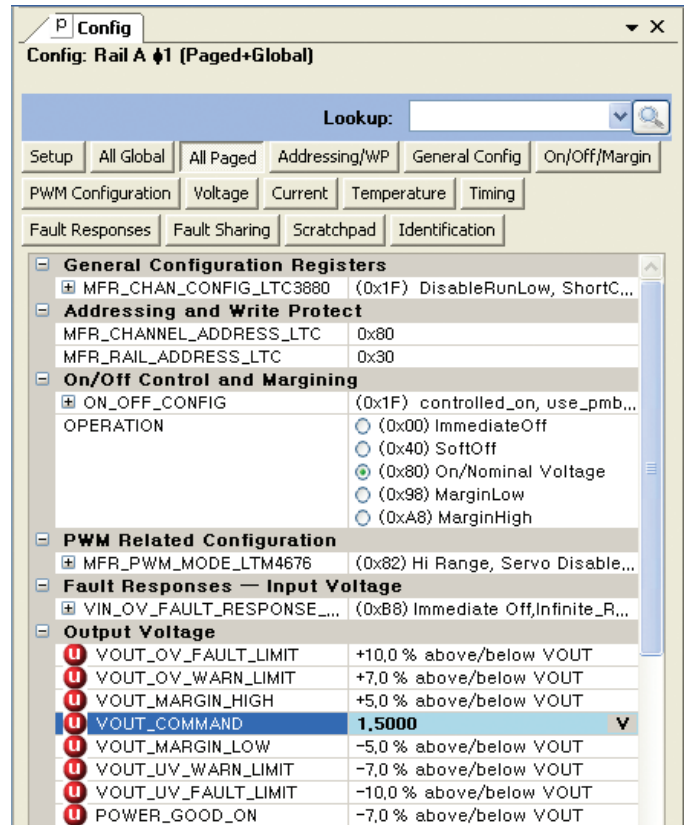 P Config
Config: Rail A ϕ1 (Paged+Global)
Lookup:
Setup All Global All Paged Addressing/WP General Config On/Off/Margin
PWM Configuration Voltage Current Temperature Timing
Fault Responses Fault Sharing Scratchpad Identification
General Configuration Registers
MFR_CHAN_CONFIG_LTC3880 (0x1F) DisableRunLow, ShortC...
Addressing and Write Protect
MFR_CHANNEL_ADDRESS_LTC 0x80
MFR_RAIL_ADDRESS_LTC 0x30
On/Off Control and Margining
ON_OFF_CONFIG (0x1F) controlled_on, use_pmb...
OPERATION (0x00) ImmediateOff
(0x40) SoftOff
(0x80) On/Nominal Voltage
(0x98) MarginLow
(0xA8) MarginHigh
PWM Related Configuration
MFR_PWM_MODE_LTM4676 (0x82) Hi Range, Servo Disable...
Fault Responses — Input Voltage
VIN_OV_FAULT_RESPONSE_... (0xB8) Immediate Off,Infinite_R...
Output Voltage
U VOUT_OV_FAULT_LIMIT +10,0 % above/below VOUT
U VOUT_OV_WARN_LIMIT +7,0 % above/below VOUT
U VOUT_MARGIN_HIGH +5,0 % above/below VOUT
U VOUT_COMMAND 1,5000 V
U VOUT_MARGIN_LOW -5,0 % above/below VOUT
U VOUT_UV_WARN_LIMIT -7,0 % above/below VOUT
U VOUT_UV_FAULT_LIMIT -10,0 % above/below VOUT
U POWER_GOOD_ON -7,0 % above/below VOUT